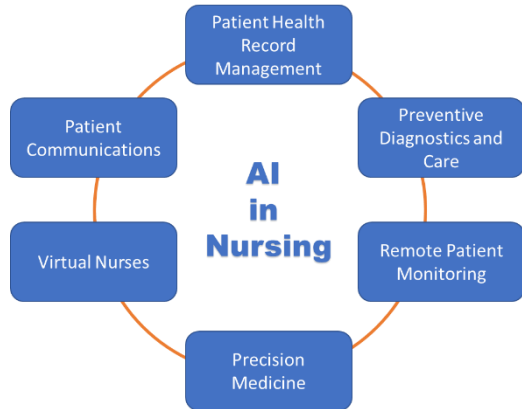 Patient Health
Record
Management
Preventive
Diagnostics and
Care
Remote Patient
Monitoring
Precision
Medicine
Virtual Nurses
Patient
Communications
AI
in
Nursing